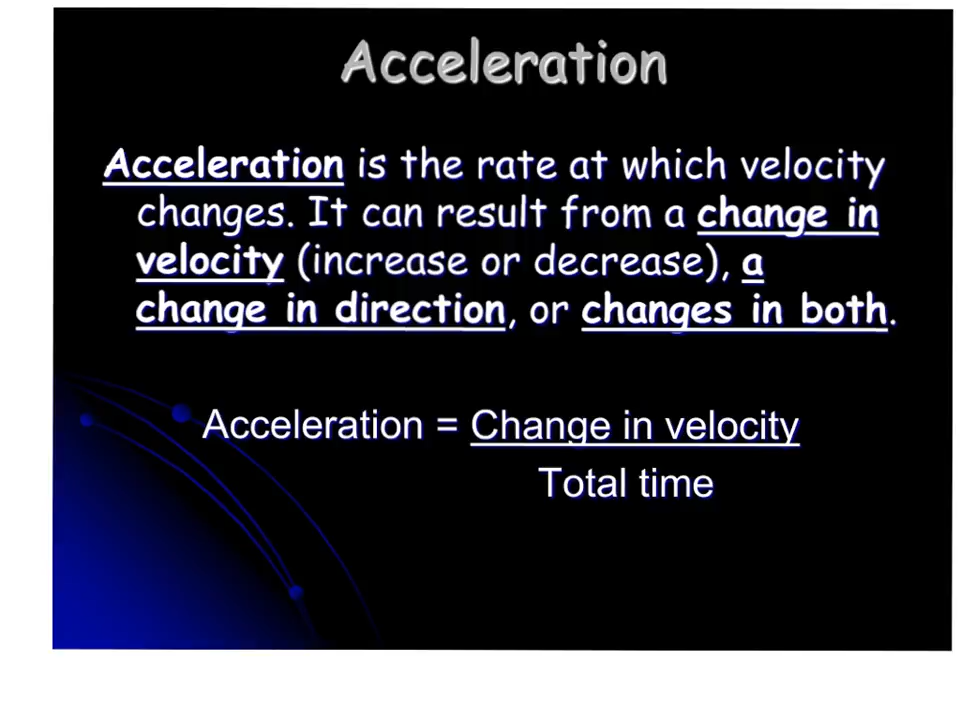 Acceleration
Acceleration is the rate at which velocity
changes. It can result from a change in
velocity (increase or decrease), a
change in direction, or changes in both.
Acceleration = Change in velocity
Total time